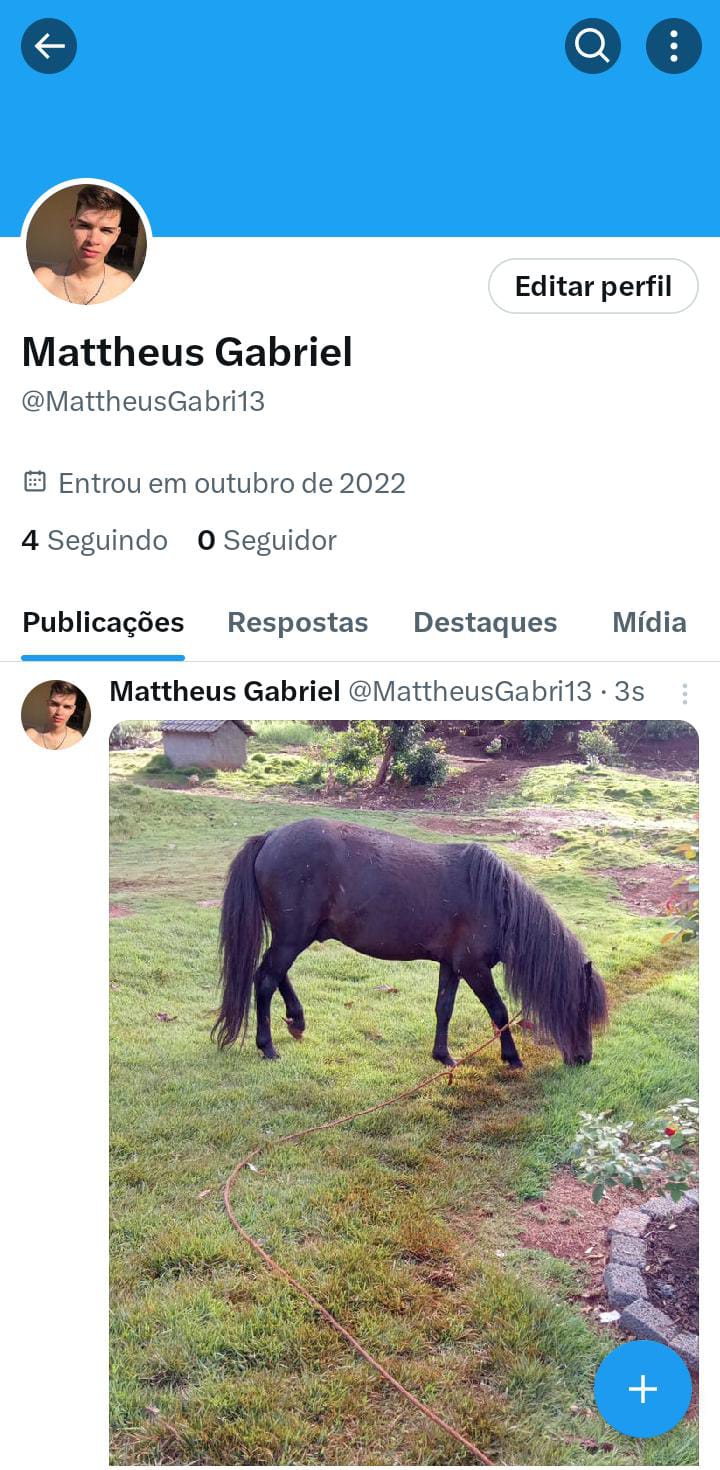 Editar perfil
Mattheus Gabriel
@MattheusGabri13
Entrou em outubro de 2022
4 Seguindo 0 Seguidor
Publicações Respostas Destaques Mídia
Mattheus Gabriel @MattheusGabri13 · 3s